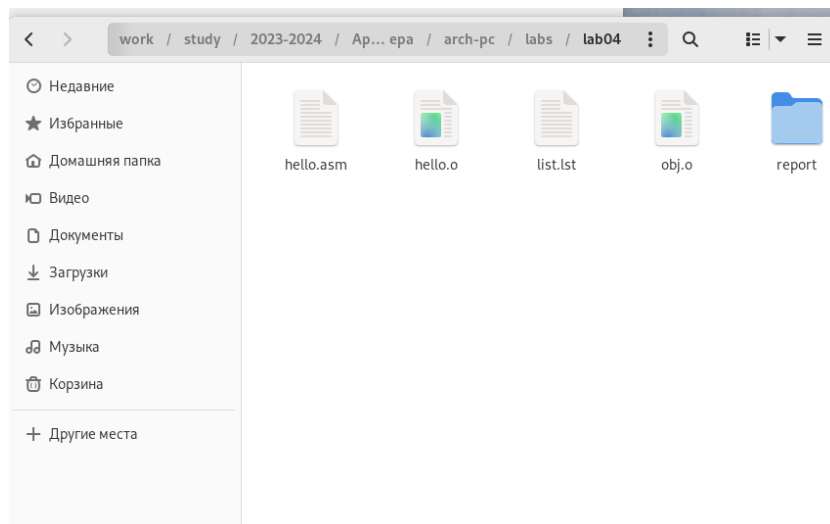 work / study / 2023-2024 / Ар... ера / arch-pc / labs / lab04
Недавние
Избранные
Домашняя папка
Видео
Документы
Загрузки
Изображения
Музыка
Корзина
Другие места
hello.asm hello.o list.lst obj.o report